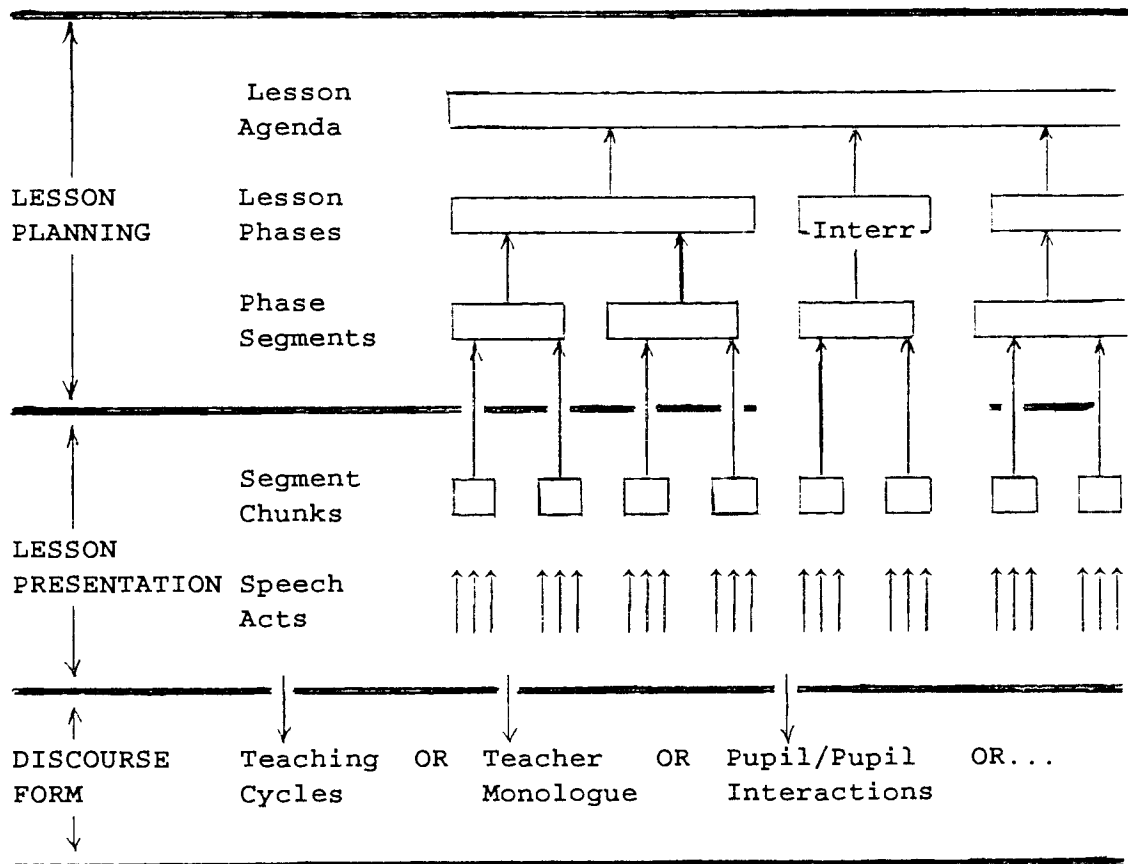 Lesson
Agenda
LESSON
PLANNING
Lesson
Phases
Interr
Phase
Segments
Segment
Chunks
LESSON
PRESENTATION
Speech
Acts
DISCOURSE
FORM
Teaching
Cycles
OR
Teacher
Monologue
OR
Pupil/Pupil
Interactions
OR...